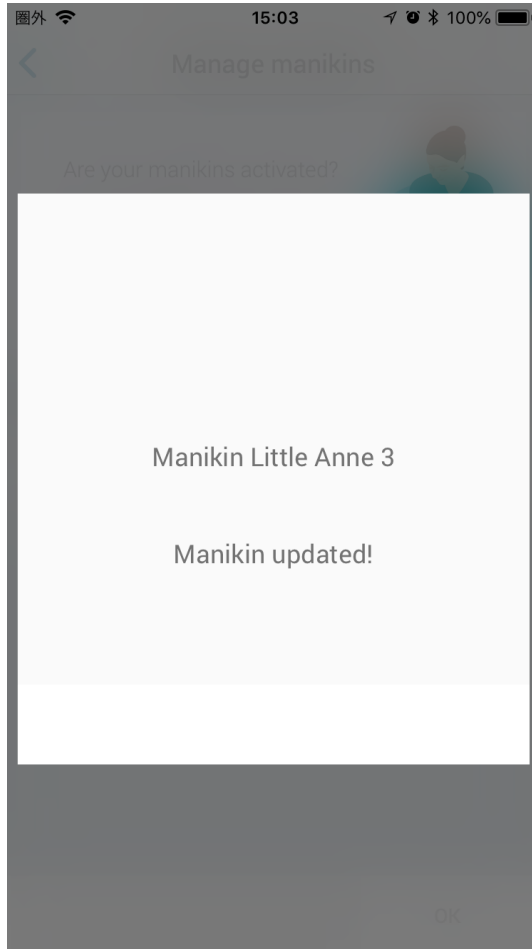 圏外 15:03 100%
Manage manikins
Are your manikins activated?
Manikin Little Anne 3
Manikin updated!
OK